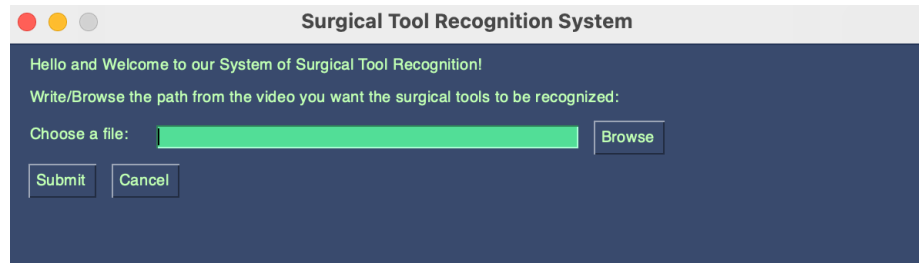 Surgical Tool Recognition System
Hello and Welcome to our System of Surgical Tool Recognition!
Write/Browse the path from the video you want the surgical tools to be recognized:
Choose a file: Browse
Submit Cancel